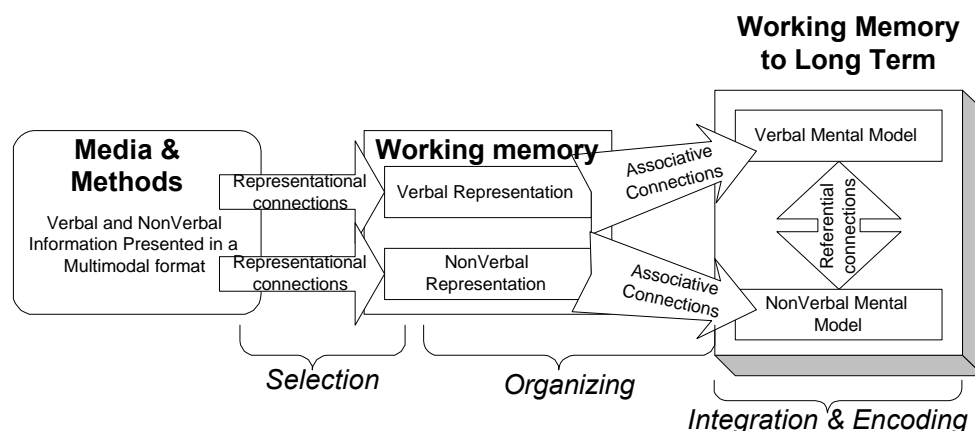 Working Memory
to Long Term
Media &
Methods
Verbal and NonVerbal
Information Presented in a
Multimodal format
Representational
connections
Representational
connections
Working memory
Verbal Representation
NonVerbal
Representation
Associative
Connections
Associative
Connections
Verbal Mental Model
Referential
connections
NonVerbal Mental
Model
Selection
Organizing
Integration & Encoding